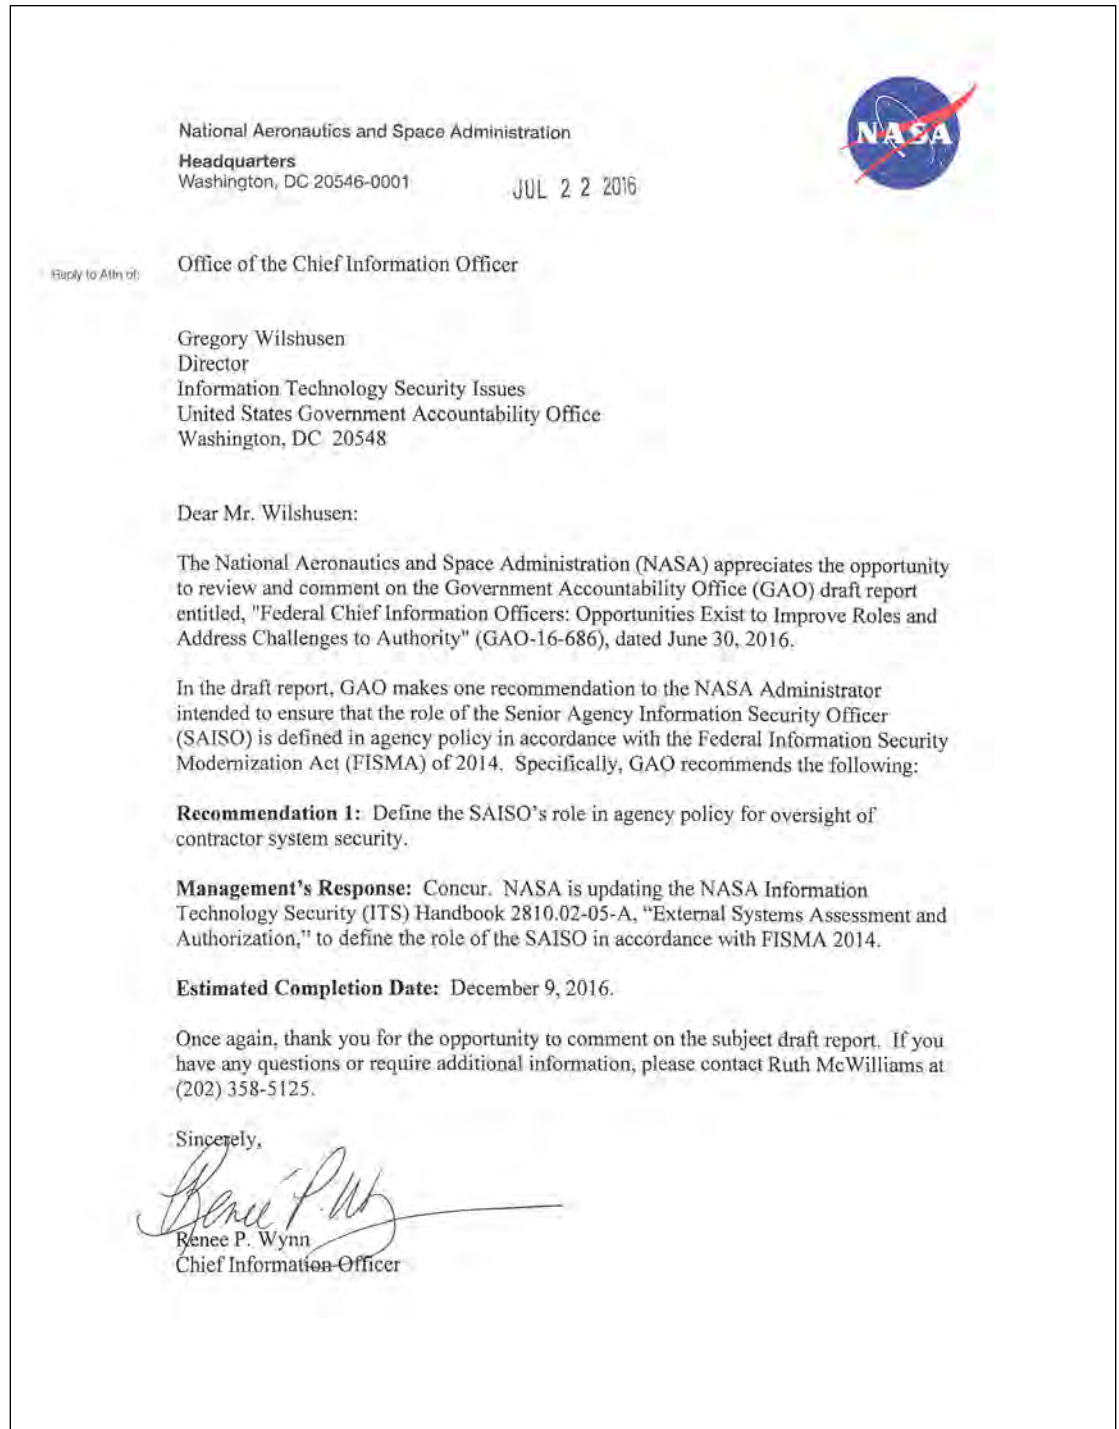 National Aeronautics and Space Administration
Headquarters
Washington, DC 20546-0001
JUL 2 2 2016
NASA
Reply to Attn of:
Office of the Chief Information Officer
Gregory Wilshusen
Director
Information Technology Security Issues
United States Government Accountability Office
Washington, DC 20548
Dear Mr. Wilshusen:
The National Aeronautics and Space Administration (NASA) appreciates the opportunity
to review and comment on the Government Accountability Office (GAO) draft report
entitled, "Federal Chief Information Officers: Opportunities Exist to Improve Roles and
Address Challenges to Authority" (GAO-16-686), dated June 30, 2016.
In the draft report, GAO makes one recommendation to the NASA Administrator
intended to ensure that the role of the Senior Agency Information Security Officer
(SAISO) is defined in agency policy in accordance with the Federal Information Security
Modernization Act (FISMA) of 2014. Specifically, GAO recommends the following:
Recommendation 1: Define the SAISO's role in agency policy for oversight of
contractor system security.
Management's Response: Concur. NASA is updating the NASA Information
Technology Security (ITS) Handbook 2810.02-05-A, “External Systems Assessment and
Authorization,” to define the role of the SAISO in accordance with FISMA 2014.
Estimated Completion Date: December 9, 2016.
Once again, thank you for the opportunity to comment on the subject draft report. If you
have any questions or require additional information, please contact Ruth McWilliams at
(202) 358-5125.
Sincerely,
Renee P. Wynn
Renee P. Wynn
Chief Information Officer